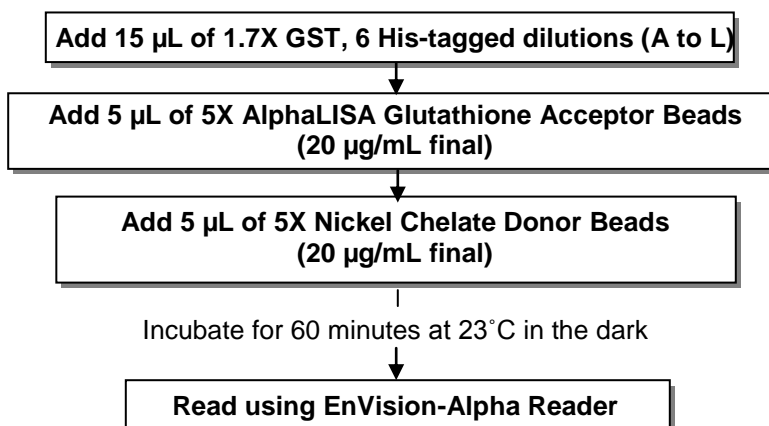 Add 15 µL of 1.7X GST, 6 His-tagged dilutions (A to L)
Add 5 µL of 5X AlphaLISA Glutathione Acceptor Beads
(20 µg/mL final)
Add 5 µL of 5X Nickel Chelate Donor Beads
(20 µg/mL final)
Incubate for 60 minutes at 23˚C in the dark
Read using EnVision-Alpha Reader